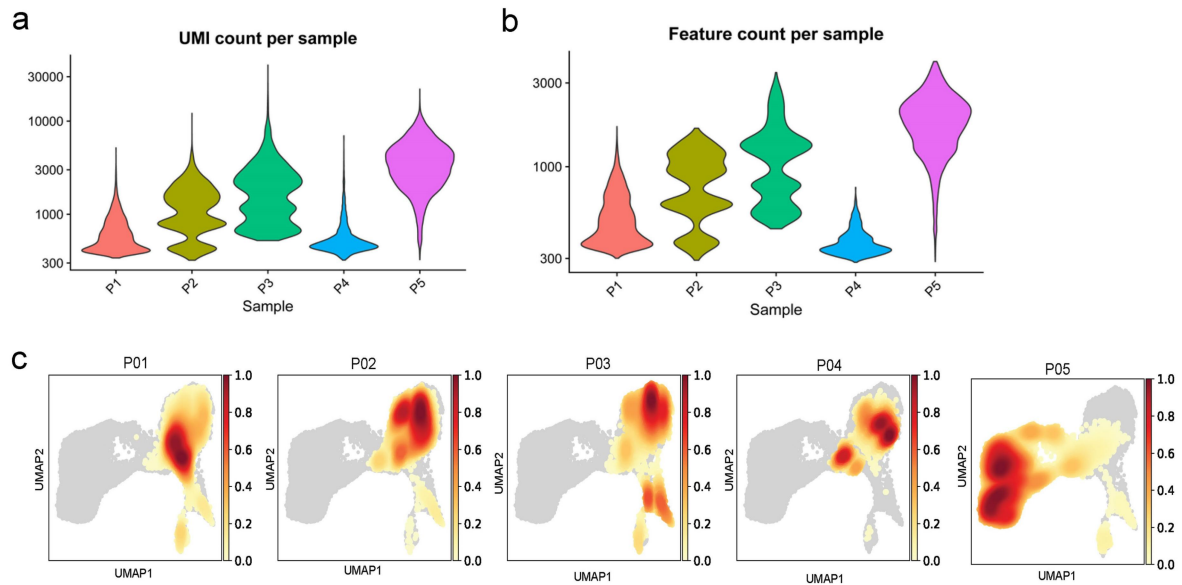 a
UMI count per sample
30000
10000
3000
1000
300
P1
P2
P3
P4
P5
Sample
b
Feature count per sample
3000
1000
300
P1
P2
P3
P4
P5
Sample
c
P01
UMAP2
UMAP1
1.0
0.8
0.6
0.4
0.2
0.0
P02
UMAP2
UMAP1
1.0
0.8
0.6
0.4
0.2
0.0
P03
UMAP2
UMAP1
1.0
0.8
0.6
0.4
0.2
0.0
P04
UMAP2
UMAP1
1.0
0.8
0.6
0.4
0.2
0.0
P05
UMAP2
UMAP1
1.0
0.8
0.6
0.4
0.2
0.0